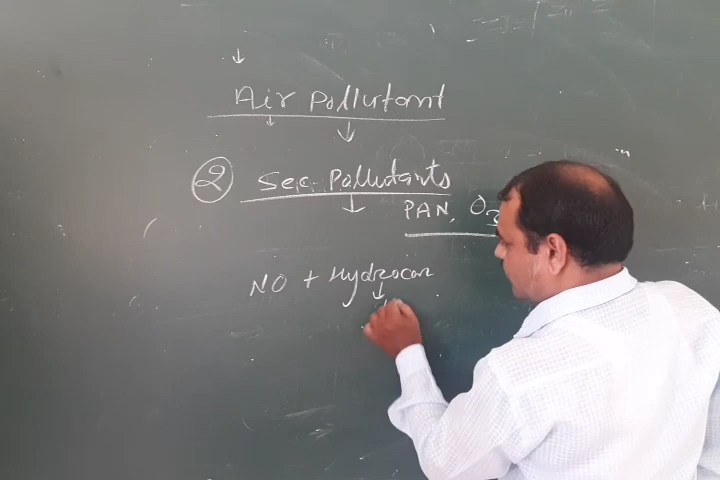 Air Pollutant
2 Sec. Pollutants
PAN, O3
NO + Hydrocar